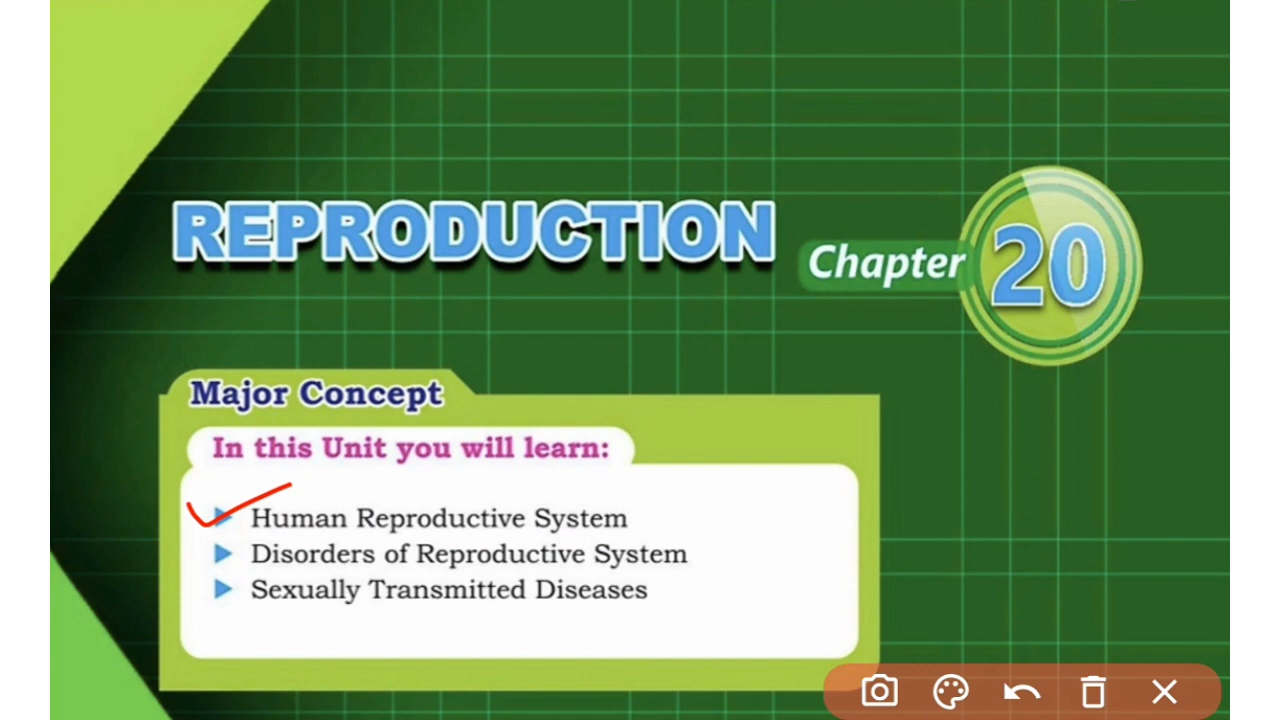 REPRODUCTION
Chapter 20
Major Concept
In this Unit you will learn:
Human Reproductive System
Disorders of Reproductive System
Sexually Transmitted Diseases